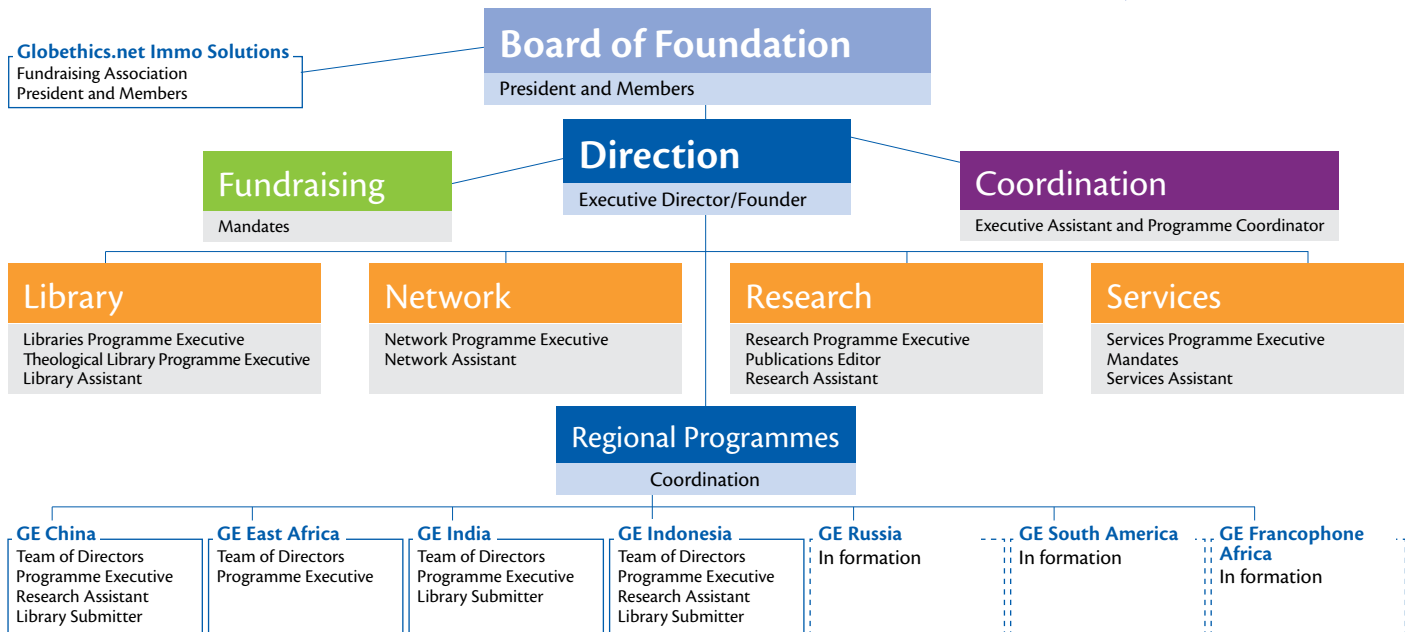 Globethics.net Immo Solutions
Fundraising Association
President and Members
Board of Foundation
President and Members
Direction
Executive Director/Founder
Fundraising
Mandates
Coordination
Executive Assistant and Programme Coordinator
Library
Libraries Programme Executive
Theological Library Programme Executive
Library Assistant
Network
Network Programme Executive
Network Assistant
Research
Research Programme Executive
Publications Editor
Research Assistant
Services
Services Programme Executive
Mandates
Services Assistant
Regional Programmes
Coordination
GE China
Team of Directors
Programme Executive
Research Assistant
Library Submitter
GE East Africa
Team of Directors
Programme Executive
GE India
Team of Directors
Programme Executive
Library Submitter
GE Indonesia
Team of Directors
Programme Executive
Research Assistant
Library Submitter
GE Russia
In formation
GE South America
In formation
GE Francophone
Africa
In formation